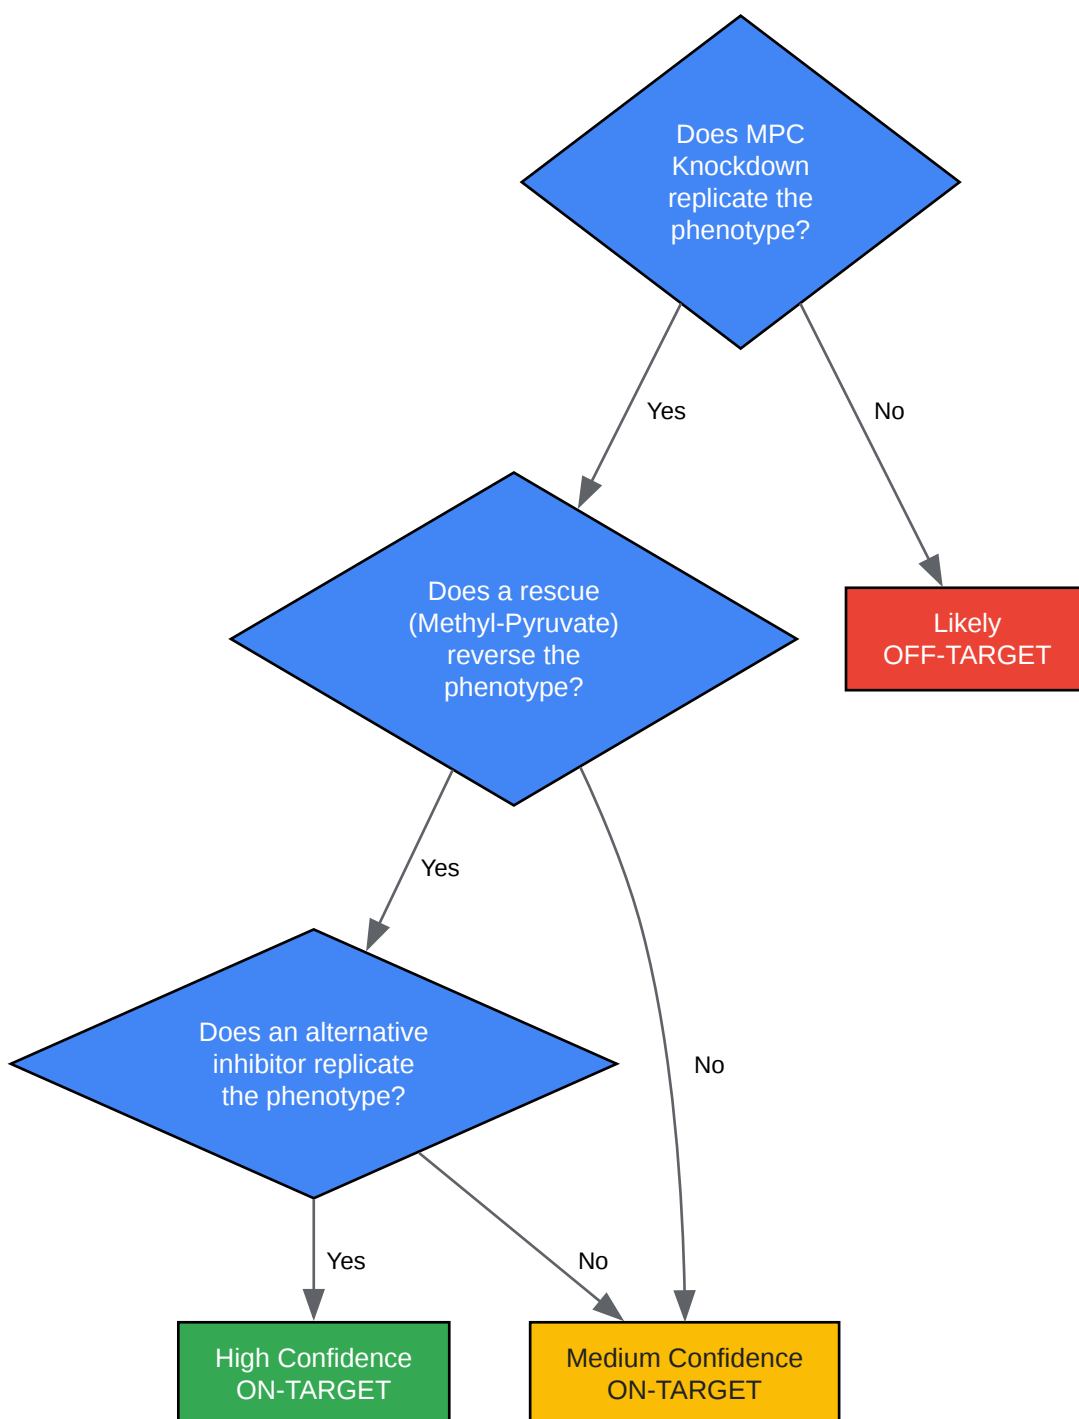 Does MPC
Knockdown
replicate the
phenotype?
Yes
No
Does a rescue
(Methyl-Pyruvate)
reverse the
phenotype?
Likely
OFF-TARGET
Yes
No
Does an alternative
inhibitor replicate
the phenotype?
Yes
No
High Confidence
ON-TARGET
Medium Confidence
ON-TARGET